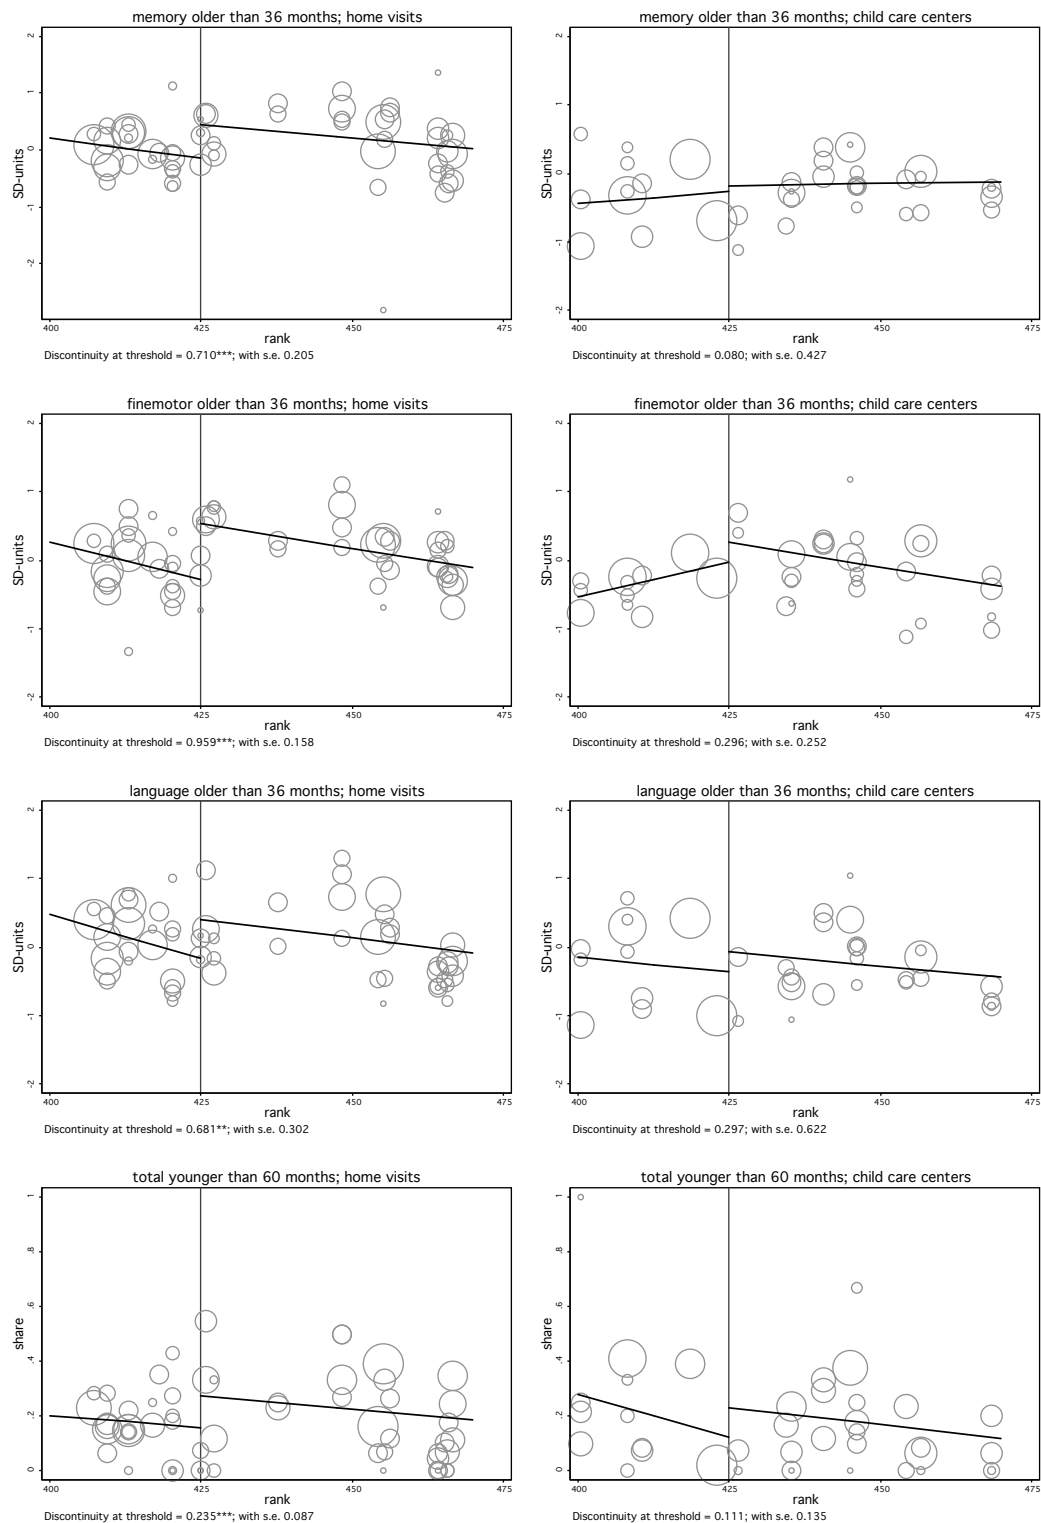 memory older than 36 months; home visits
2
1
0
-1
-2
SD-units
400 425 450 475
rank
Discontinuity at threshold = 0.710***; with s.e. 0.205
memory older than 36 months; child care centers
2
1
0
-1
-2
SD-units
400 425 450 475
rank
Discontinuity at threshold = 0.080; with s.e. 0.427
finemotor older than 36 months; home visits
2
1
0
-1
-2
SD-units
400 425 450 475
rank
Discontinuity at threshold = 0.959***; with s.e. 0.158
finemotor older than 36 months; child care centers
2
1
0
-1
-2
SD-units
400 425 450 475
rank
Discontinuity at threshold = 0.296; with s.e. 0.252
language older than 36 months; home visits
2
1
0
-1
-2
SD-units
400 425 450 475
rank
Discontinuity at threshold = 0.681**; with s.e. 0.302
language older than 36 months; child care centers
2
1
0
-1
-2
SD-units
400 425 450 475
rank
Discontinuity at threshold = 0.297; with s.e. 0.622
total younger than 60 months; home visits
1
.8
.6
.4
.2
0
share
400 425 450 475
rank
Discontinuity at threshold = 0.235***; with s.e. 0.087
total younger than 60 months; child care centers
1
.8
.6
.4
.2
0
share
400 425 450 475
rank
Discontinuity at threshold = 0.111; with s.e. 0.135